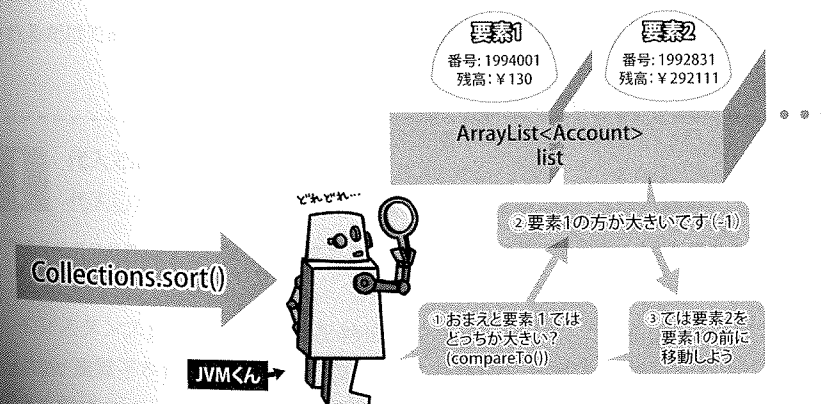 要素1
番号: 1994001
残高:￥130
要素2
番号: 1992831
残高:￥292111
ArrayList<Account>
list
どれどれ…
②要素1の方が大きいです(-1)
Collections.sort()
①おまえと要素1では
どっちが大きい?
(compareTo())
③では要素2を
要素1の前に
移動しよう
JVMくん